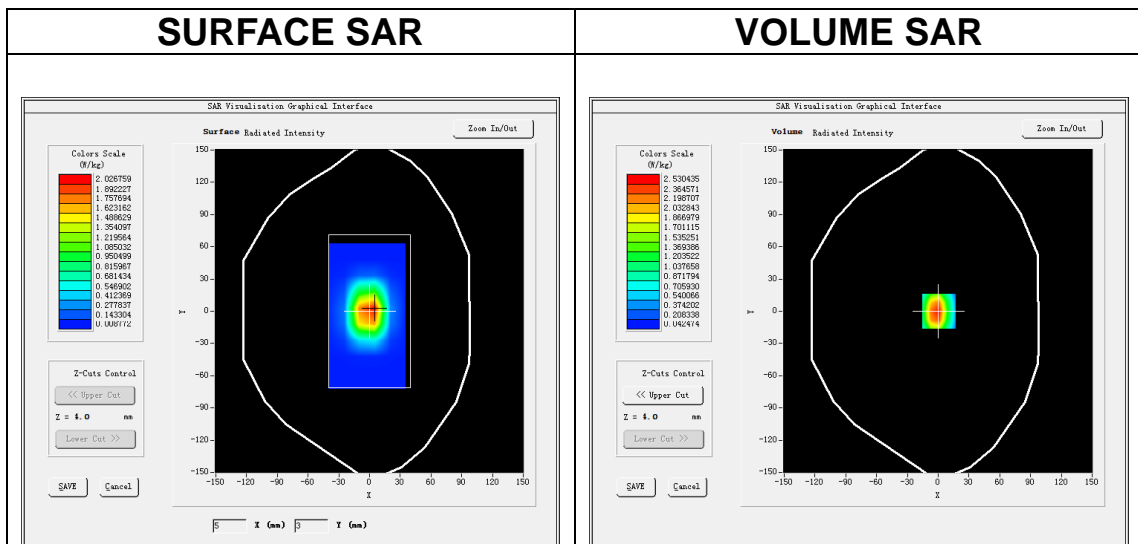 SURFACE SAR
VOLUME SAR
SAR Visualisation Graphical Interface
Surface Radiated Intensity
Zoom In/Out
Colors Scale
(W/kg)
2.026759
1.892227
1.757694
1.623162
1.488629
1.354097
1.219564
1.085032
0.950499
0.815967
0.681434
0.546902
0.412369
0.277837
0.143304
0.008772
150
120
90
60
30
0
-30
-60
-90
-120
-150
Y
-150 -120 -90 -60 -30 0 30 60 90 120 150
X
Z-Cuts Control
<< Upper Cut
Z = 4.0 mm
Lower Cut >>
SAVE Cancel
5 X (mm) 3 Y (mm)
SAR Visualisation Graphical Interface
Volume Radiated Intensity
Zoom In/Out
Colors Scale
(W/kg)
2.530435
2.364571
2.198707
2.032843
1.866979
1.701115
1.535251
1.369386
1.203522
1.037658
0.871794
0.705930
0.540066
0.374202
0.208338
0.042474
150
120
90
60
30
0
-30
-60
-90
-120
-150
Y
-150 -120 -90 -60 -30 0 30 60 90 120 150
X
Z-Cuts Control
<< Upper Cut
Z = 4.0 mm
Lower Cut >>
SAVE Cancel